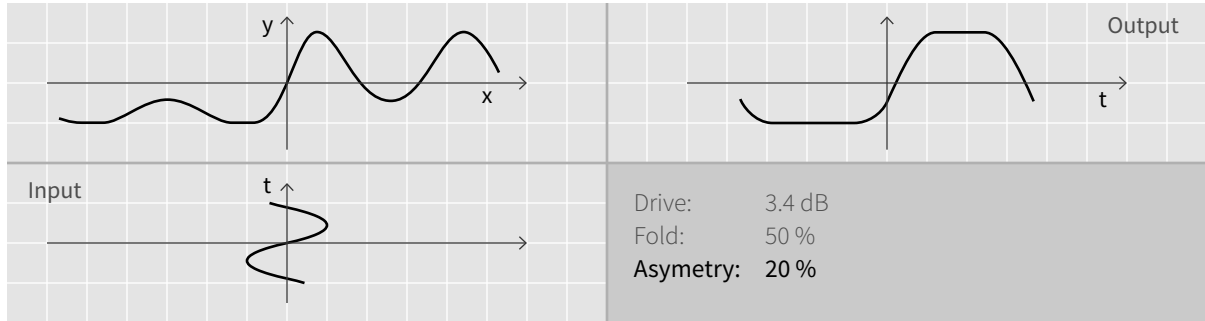 y
x
Output
t
Input
t
Drive: 3.4 dB
Fold: 50 %
Asymetry: 20 %